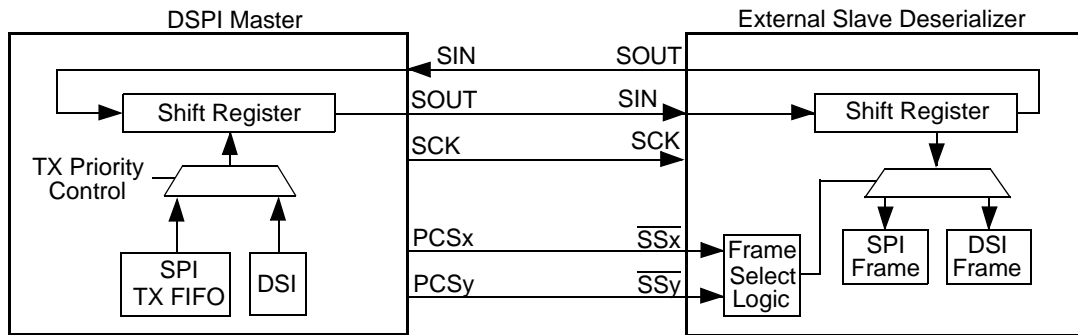 DSPI Master
External Slave Deserializer
SIN
SOUT
Shift Register
SOUT
SIN
Shift Register
SCK
SCK
TX Priority
Control
PCSx
SSx
Frame
Select
Logic
SPI
Frame
DSI
Frame
SPI
TX FIFO
DSI
PCSy
SSy